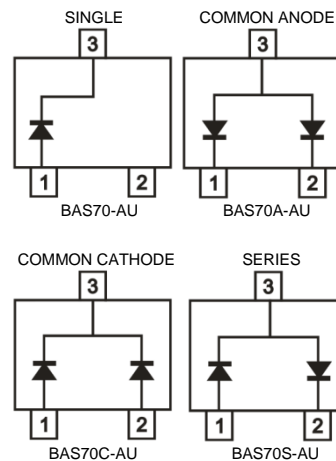 SINGLE
3
1 2
BAS70-AU
COMMON ANODE
3
1 2
BAS70A-AU
COMMON CATHODE
3
1 2
BAS70C-AU
SERIES
3
1 2
BAS70S-AU